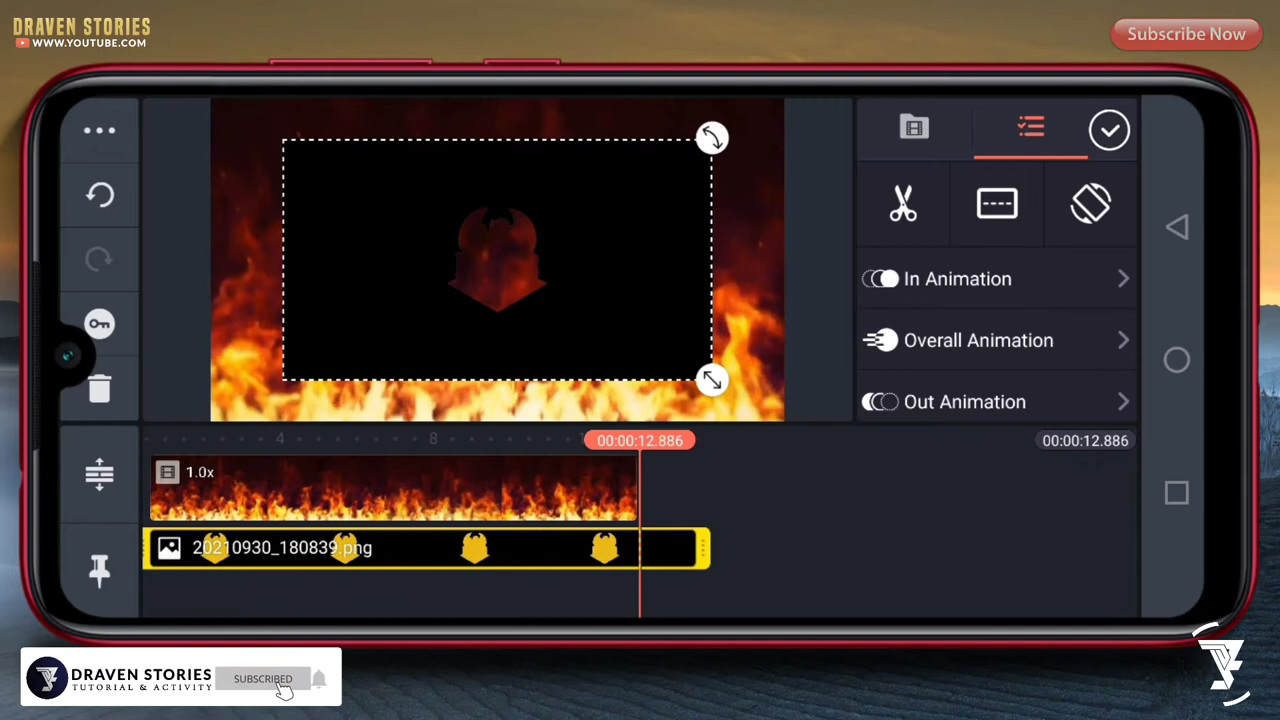 DRAVEN STORIES
WWW.YOUTUBE.COM
Subscribe Now
In Animation
Overall Animation
Out Animation
4
8
00:00:12.886
00:00:12.886
1.0x
20210930_180839.png
DRAVEN STORIES
TUTORIAL & ACTIVITY
SUBSCRIBED